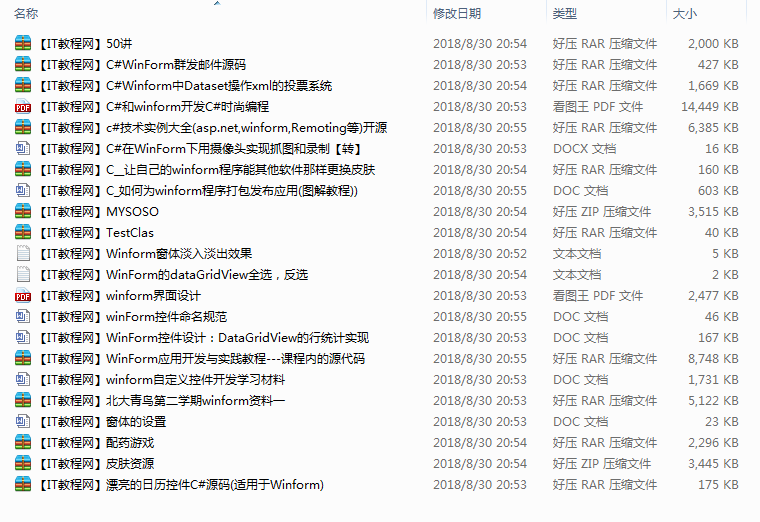 名称 修改日期 类型 大小
【IT教程网】50讲 2018/8/30 20:54 好压 RAR 压缩文件 2,000 KB
【IT教程网】C#WinForm群发邮件源码 2018/8/30 20:53 好压 RAR 压缩文件 427 KB
【IT教程网】C#Winform中Dataset操作xml的投票系统 2018/8/30 20:54 好压 RAR 压缩文件 1,669 KB
【IT教程网】C#和winform开发C#时尚编程 2018/8/30 20:53 看图王 PDF 文件 14,449 KB
【IT教程网】c#技术实例大全(asp.net,winform,Remoting等)开源 2018/8/30 20:55 好压 RAR 压缩文件 6,385 KB
【IT教程网】C#在WinForm下用摄像头实现抓图和录制【转】 2018/8/30 20:53 DOCX 文档 16 KB
【IT教程网】C__让自己的winform程序能其他软件那样更换皮肤 2018/8/30 20:54 好压 RAR 压缩文件 160 KB
【IT教程网】C_如何为winform程序打包发布应用(图解教程)) 2018/8/30 20:55 DOC 文档 603 KB
【IT教程网】MYSOSO 2018/8/30 20:54 好压 ZIP 压缩文件 3,515 KB
【IT教程网】TestClas 2018/8/30 20:54 好压 RAR 压缩文件 40 KB
【IT教程网】Winform窗体淡入淡出效果 2018/8/30 20:52 文本文档 5 KB
【IT教程网】WinForm的dataGridView全选，反选 2018/8/30 20:54 文本文档 2 KB
【IT教程网】winform界面设计 2018/8/30 20:53 看图王 PDF 文件 2,477 KB
【IT教程网】winForm控件命名规范 2018/8/30 20:55 DOC 文档 46 KB
【IT教程网】WinForm控件设计：DataGridView的行统计实现 2018/8/30 20:53 DOC 文档 167 KB
【IT教程网】WinForm应用开发与实践教程---课程内的源代码 2018/8/30 20:55 好压 RAR 压缩文件 8,748 KB
【IT教程网】winform自定义控件开发学习材料 2018/8/30 20:53 DOC 文档 1,731 KB
【IT教程网】北大青鸟第二学期winform资料一 2018/8/30 20:53 好压 RAR 压缩文件 5,122 KB
【IT教程网】窗体的设置 2018/8/30 20:53 DOC 文档 23 KB
【IT教程网】配药游戏 2018/8/30 20:54 好压 RAR 压缩文件 2,296 KB
【IT教程网】皮肤资源 2018/8/30 20:54 好压 ZIP 压缩文件 3,445 KB
【IT教程网】漂亮的日历控件C#源码(适用于Winform) 2018/8/30 20:53 好压 RAR 压缩文件 175 KB